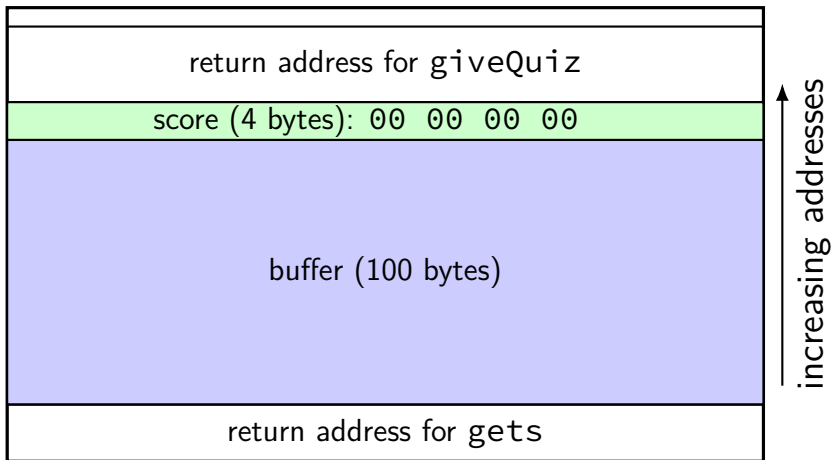 return address for giveQuiz
score (4 bytes): 00 00 00 00
buffer (100 bytes)
return address for gets
increasing addresses